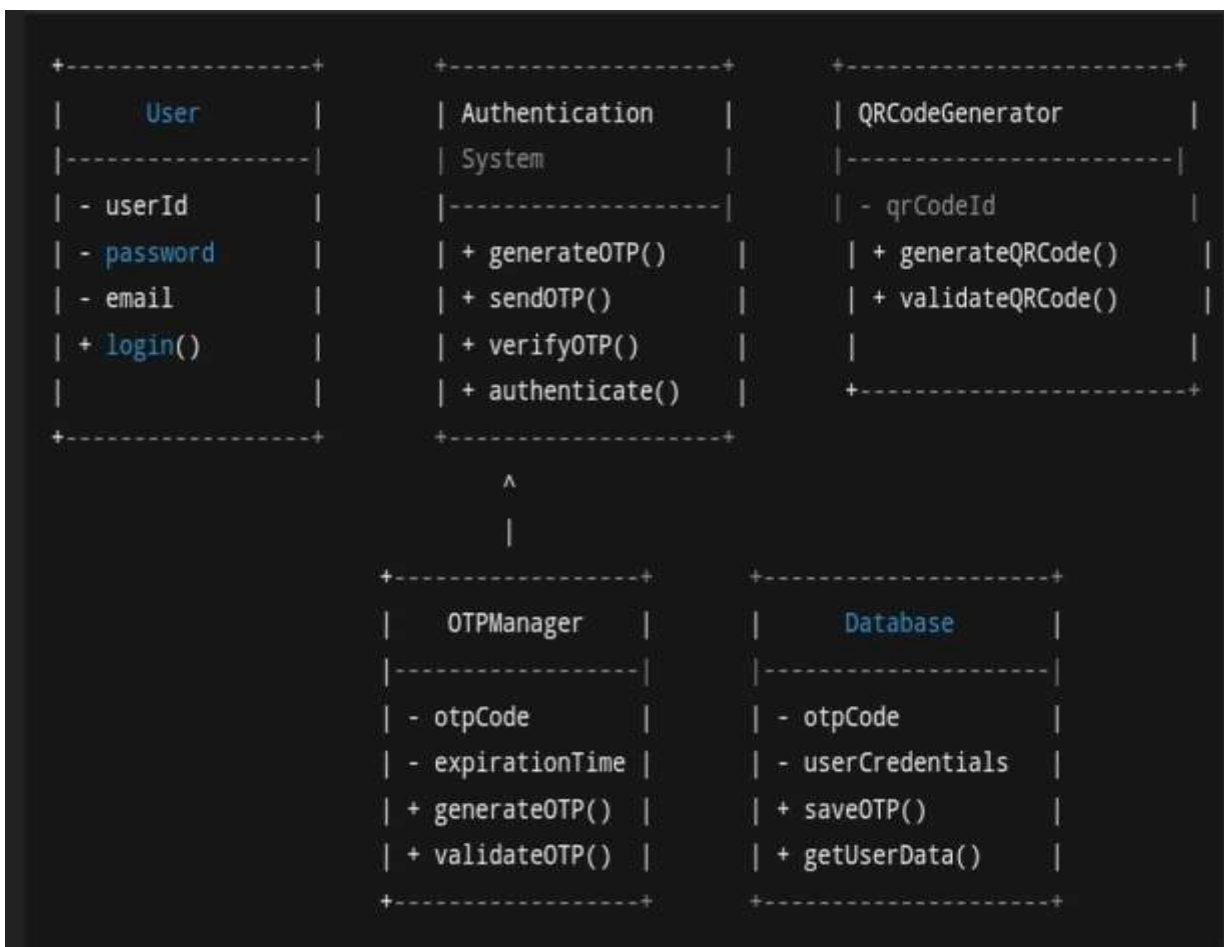 +------------------+ +--------------------+ +------------------------+
| User | | Authentication | | QRCodeGenerator |
|------------------| | System | |------------------------|
| - userId | |--------------------| | - qrCodeId |
| - password | | + generateOTP() | | + generateQRCode() |
| - email | | + sendOTP() | | + validateQRCode() |
| + login() | | + verifyOTP() | | |
| | | + authenticate() | +------------------------+
+------------------+ +--------------------+
^
|
+------------------+ +---------------------+
| OTPManager | | Database |
|------------------| |---------------------|
| - otpCode | | - otpCode |
| - expirationTime | | - userCredentials |
| + generateOTP() | | + saveOTP() |
| + validateOTP() | | + getUserData() |
+------------------+ +---------------------+